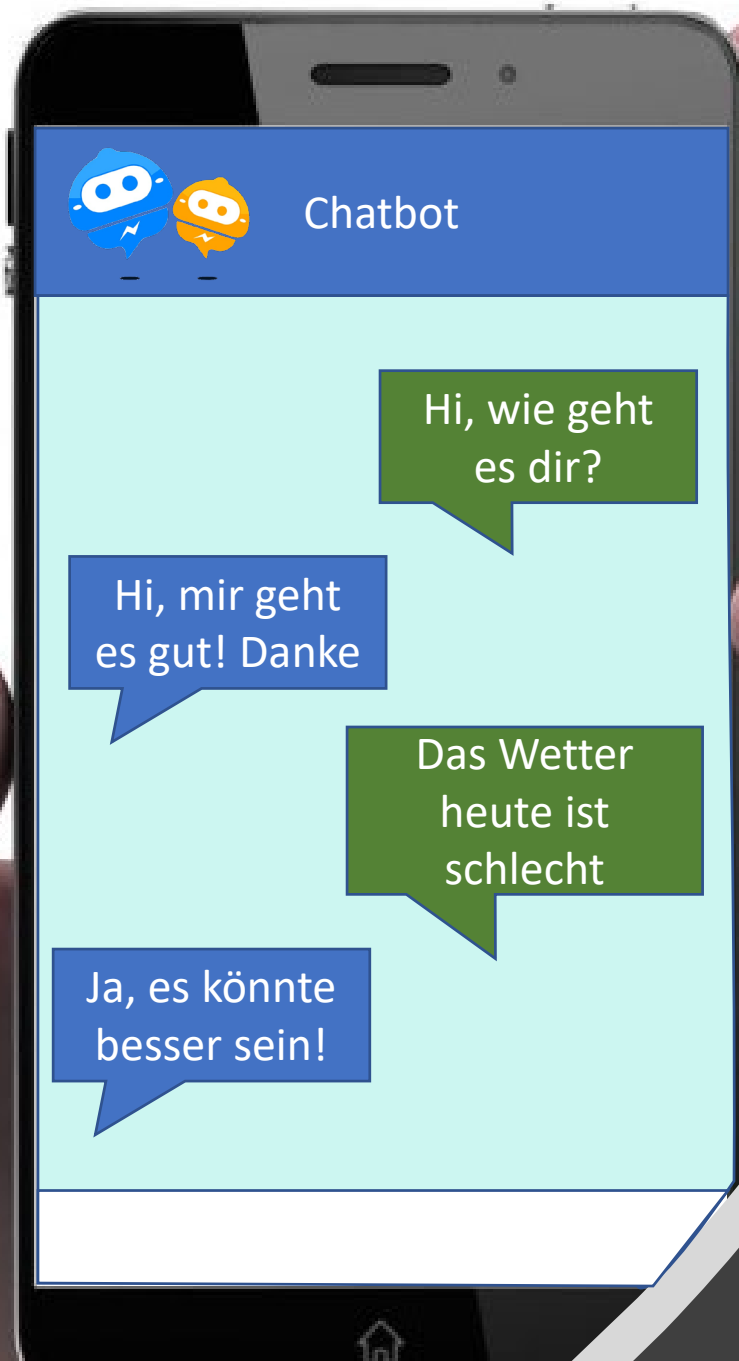 Chatbot
Hi, wie geht
es dir?
Hi, mir geht
es gut! Danke
Das Wetter
heute ist
schlecht
Ja, es könnte
besser sein!